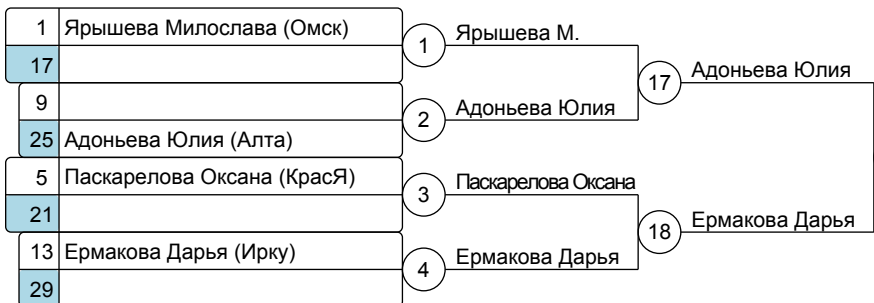 1 Ярышева Милослава (Омск)
17
9
25 Адоньева Юлия (Алта)
5 Паскарелова Оксана (КрасЯ)
21
13 Ермакова Дарья (Ирку)
29
1 Ярышева М.
2 Адоньева Юлия
3 Паскарелова Оксана
4 Ермакова Дарья
17 Адоньева Юлия
18 Ермакова Дарья